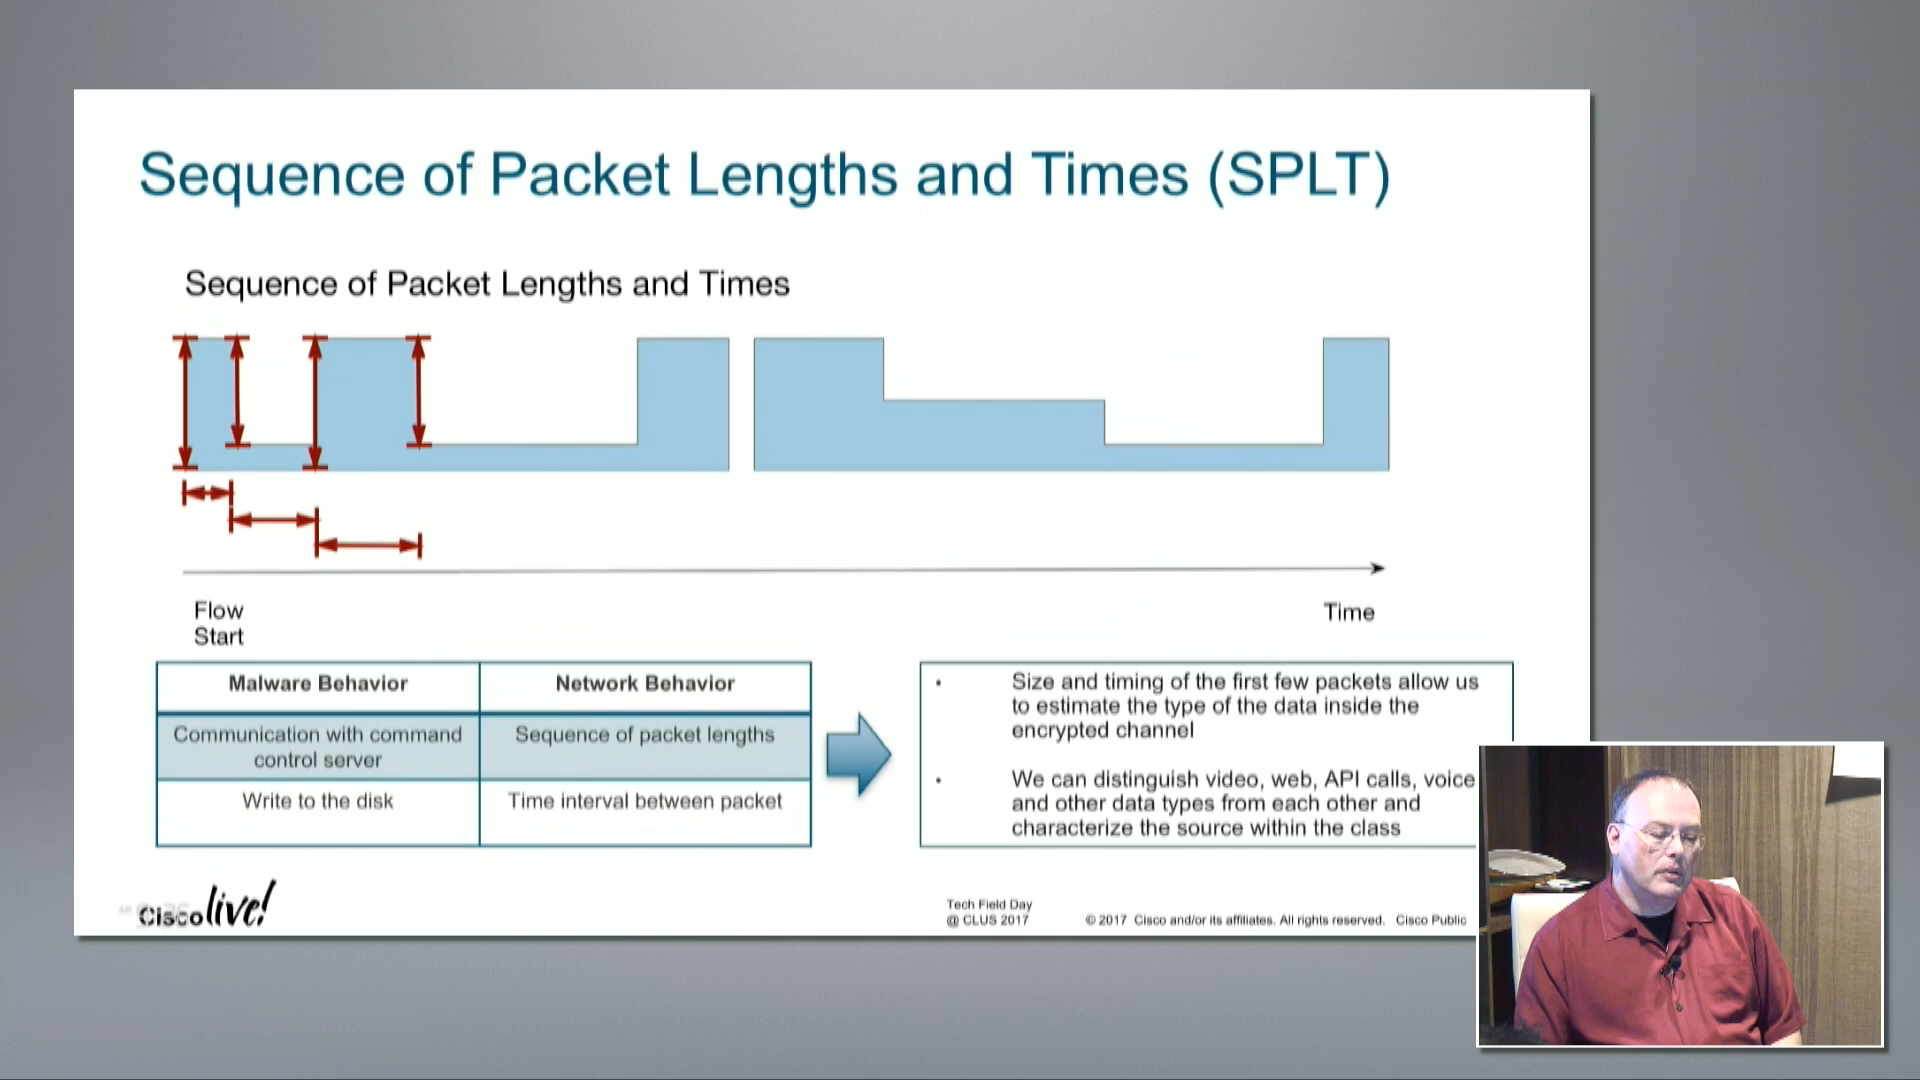 Sequence of Packet Lengths and Times (SPLT)
Sequence of Packet Lengths and Times
Flow
Start
Time
Malware Behavior
Network Behavior
Communication with command
control server
Sequence of packet lengths
Write to the disk
Time interval between packet
• Size and timing of the first few packets allow us
to estimate the type of the data inside the
encrypted channel
• We can distinguish video, web, API calls, voice
and other data types from each other and
characterize the source within the class
Cisco live!
Tech Field Day
@ CLUS 2017
© 2017 Cisco and/or its affiliates. All rights reserved. Cisco Public